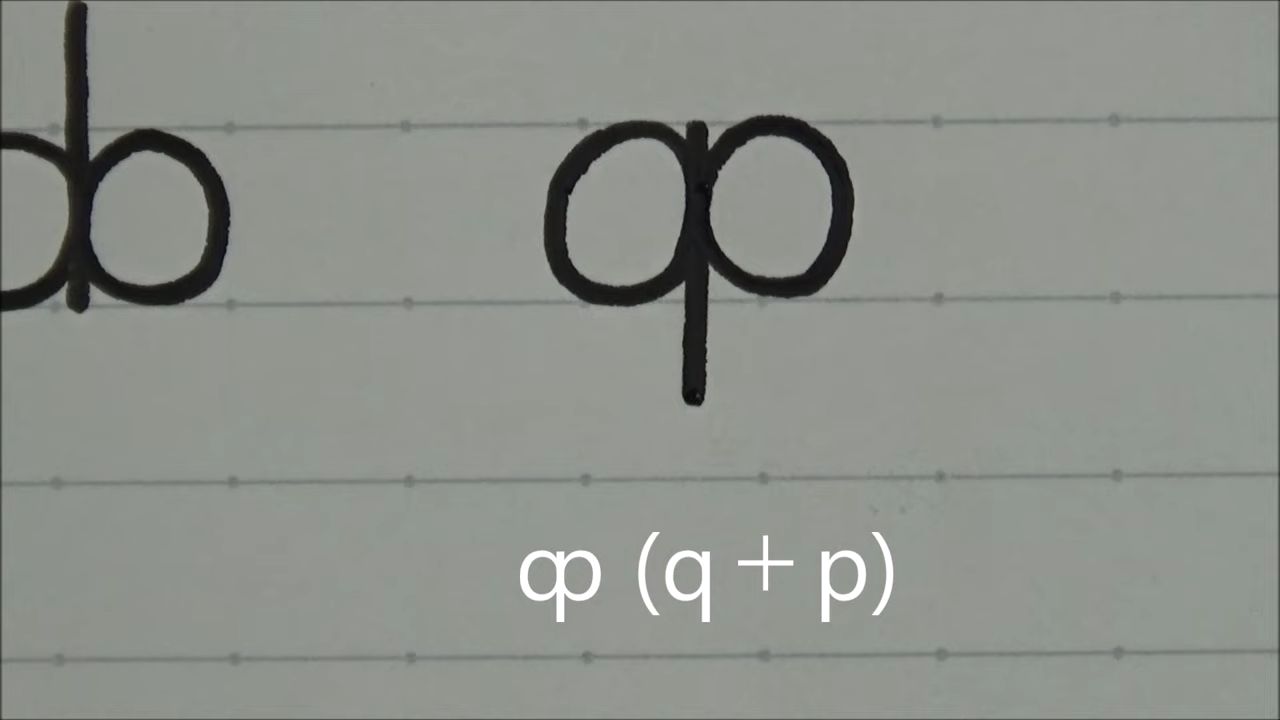 ȸ ȹ
ȹ (q + p)